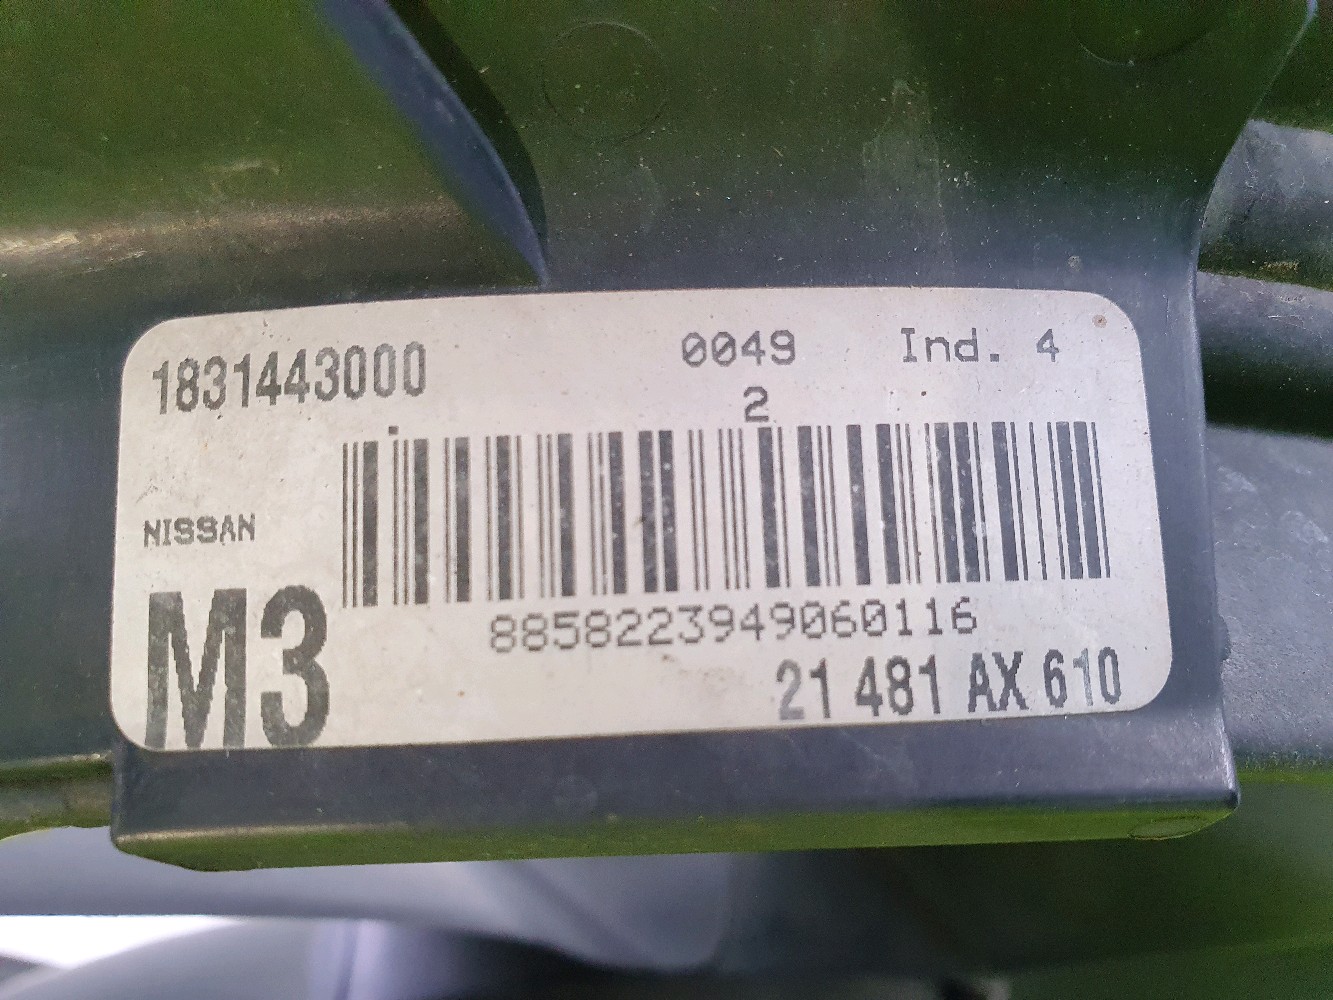 1831443000 0049 Ind. 4
2
NISSAN
M3
8858223949060116
21 481 AX 610